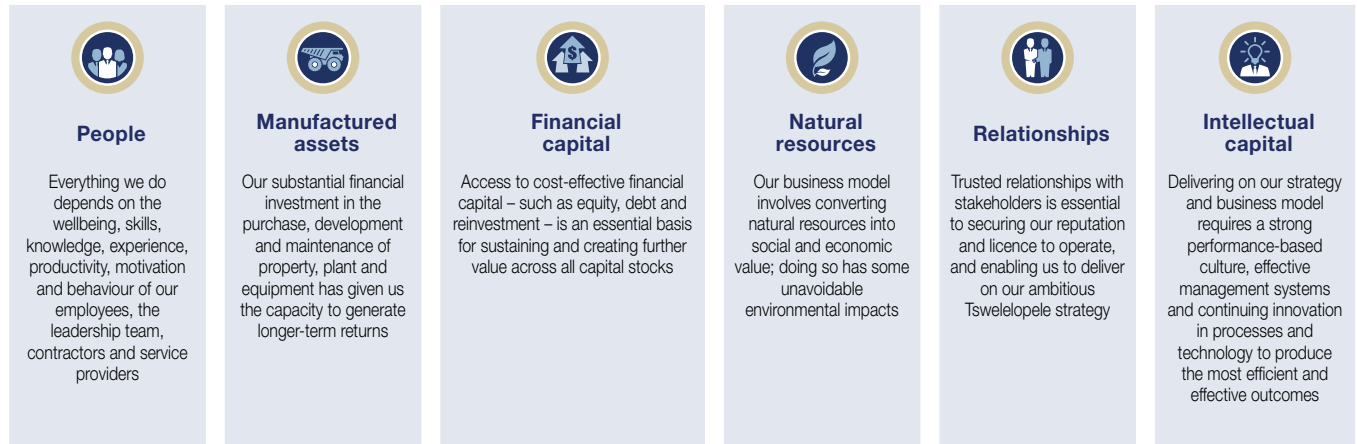 People
Everything we do
depends on the
wellbeing, skills,
knowledge, experience,
productivity, motivation
and behaviour of our
employees, the
leadership team,
contractors and service
providers
Manufactured
assets
Our substantial financial
investment in the
purchase, development
and maintenance of
property, plant and
equipment has given us
the capacity to generate
longer-term returns
$
Financial
capital
Access to cost-effective financial
capital – such as equity, debt and
reinvestment – is an essential basis
for sustaining and creating further
value across all capital stocks
Natural
resources
Our business model
involves converting
natural resources into
social and economic
value; doing so has some
unavoidable
environmental impacts
Relationships
Trusted relationships with
stakeholders is essential
to securing our reputation
and licence to operate,
and enabling us to deliver
on our ambitious
Tswelelopele strategy
Intellectual
capital
Delivering on our strategy
and business model
requires a strong
performance-based
culture, effective
management systems
and continuing innovation
in processes and
technology to produce
the most efficient and
effective outcomes